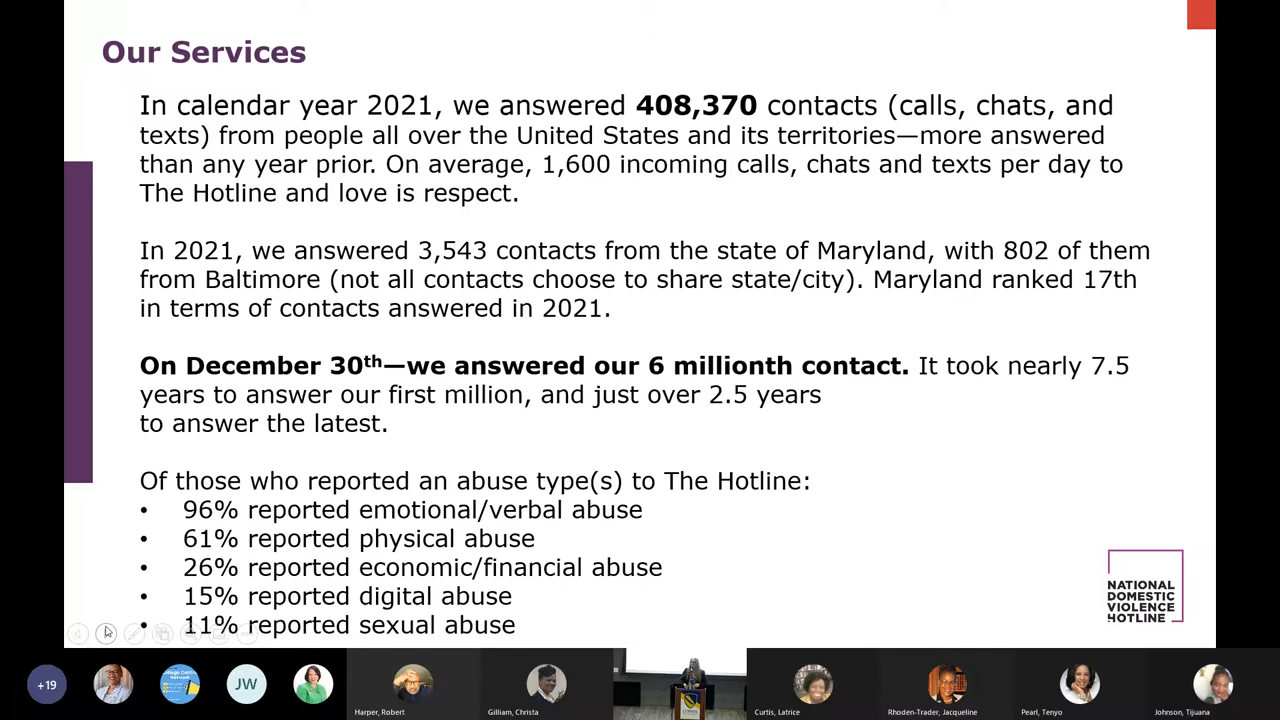 Our Services
In calendar year 2021, we answered 408,370 contacts (calls, chats, and
texts) from people all over the United States and its territories—more answered
than any year prior. On average, 1,600 incoming calls, chats and texts per day to
The Hotline and love is respect.
In 2021, we answered 3,543 contacts from the state of Maryland, with 802 of them
from Baltimore (not all contacts choose to share state/city). Maryland ranked 17th
in terms of contacts answered in 2021.
On December 30th—we answered our 6 millionth contact. It took nearly 7.5
years to answer our first million, and just over 2.5 years
to answer the latest.
Of those who reported an abuse type(s) to The Hotline:
• 96% reported emotional/verbal abuse
• 61% reported physical abuse
• 26% reported economic/financial abuse
• 15% reported digital abuse
• 11% reported sexual abuse
NATIONAL
DOMESTIC
VIOLENCE
HOTLINE
+19
JW
Harper, Robert
Gilliam, Christa
Curtis, Latrice
Rhoden-Trader, Jacqueline
Pearl, Tenyo
Johnson, Tijuana